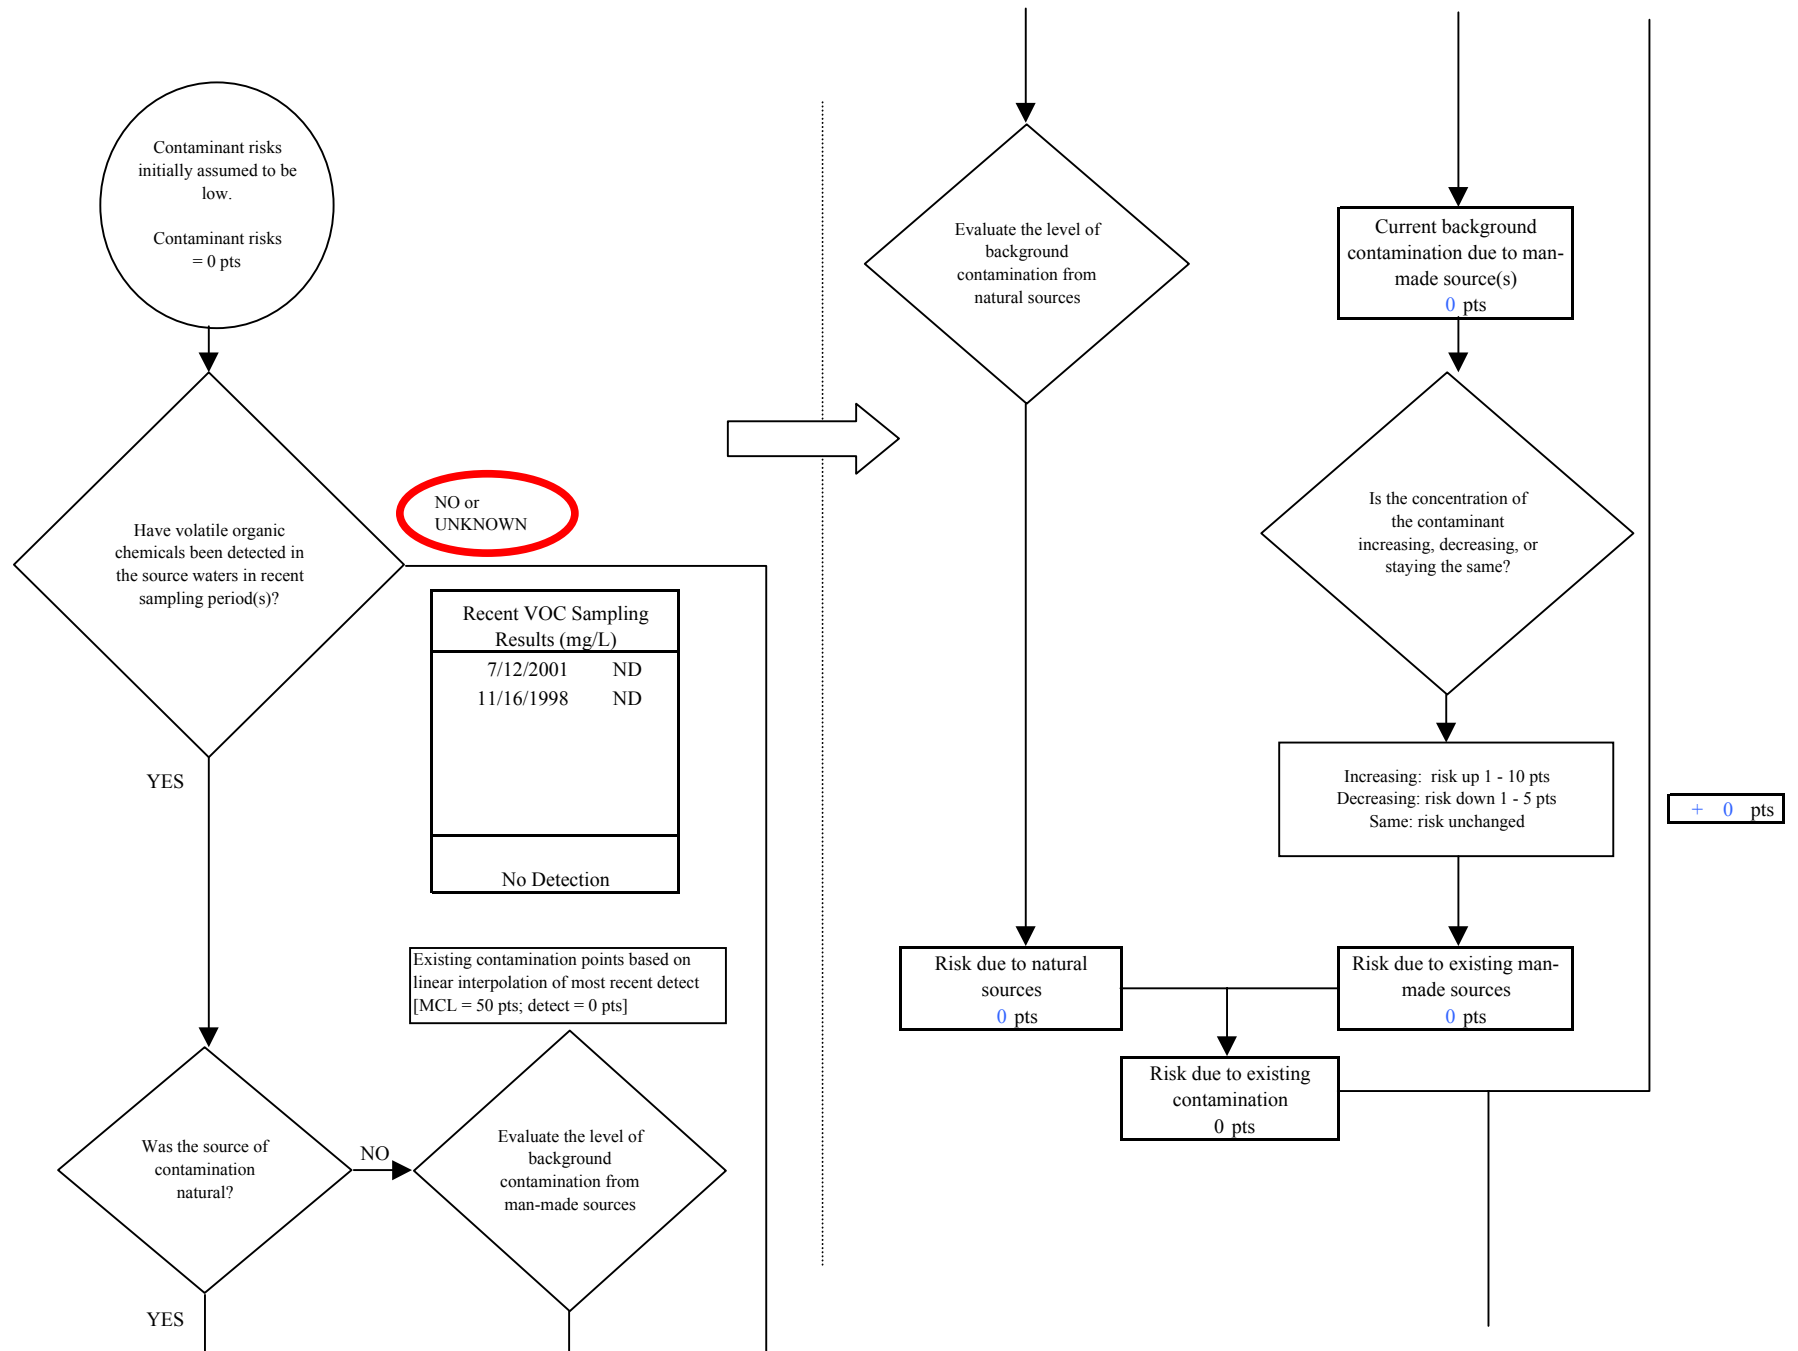 Contaminant risks
initially assumed to be
low.
Contaminant risks
= 0 pts
Have volatile organic
chemicals been detected in
the source waters in recent
sampling period(s)?
NO or
UNKNOWN
YES
Recent VOC Sampling
Results (mg/L)
7/12/2001 ND
11/16/1998 ND
No Detection
Existing contamination points based on
linear interpolation of most recent detect
[MCL = 50 pts; detect = 0 pts]
Was the source of
contamination
natural?
NO
YES
Evaluate the level of
background
contamination from
man-made sources
Evaluate the level of
background
contamination from
natural sources
Current background
contamination due to man-
made source(s)
0 pts
Is the concentration of
the contaminant
increasing, decreasing, or
staying the same?
Increasing: risk up 1 - 10 pts
Decreasing: risk down 1 - 5 pts
Same: risk unchanged
+ 0 pts
Risk due to natural
sources
0 pts
Risk due to existing man-
made sources
0 pts
Risk due to existing
contamination
0 pts